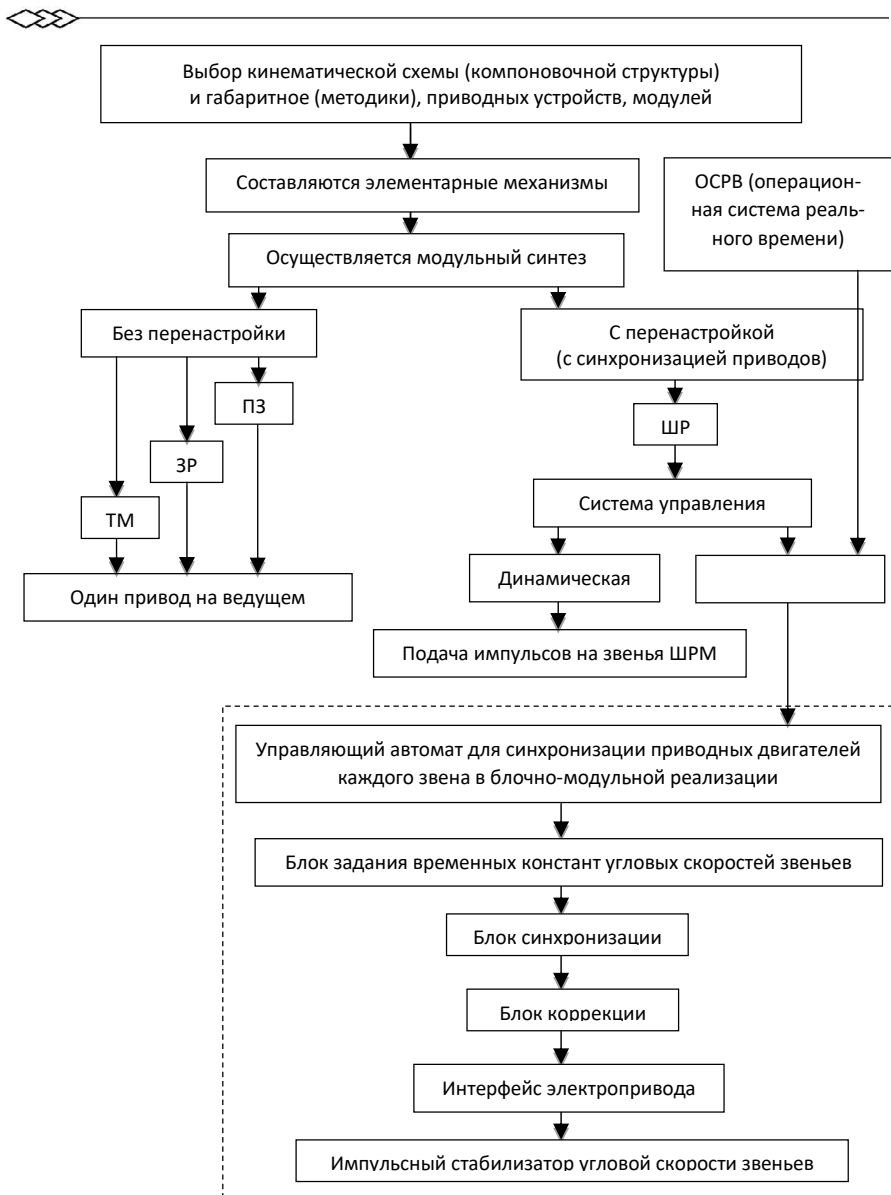 Выбор кинематической схемы (компоновочной структуры)
и габаритное (методики), приводных устройств, модулей
Составляются элементарные механизмы
ОСРВ (операцион-
ная система реаль-
ного времени)
Осуществляется модульный синтез
Без перенастройки
С перенастройкой
(с синхронизацией приводов)
ПЗ
ШР
ЗР
ТМ
Система управления
Динамическая
Один привод на ведущем
Подача импульсов на звенья ШРМ
Управляющий автомат для синхронизации приводных двигателей
каждого звена в блочно-модульной реализации
Блок задания временных констант угловых скоростей звеньев
Блок синхронизации
Блок коррекции
Интерфейс электропривода
Импульсный стабилизатор угловой скорости звеньев